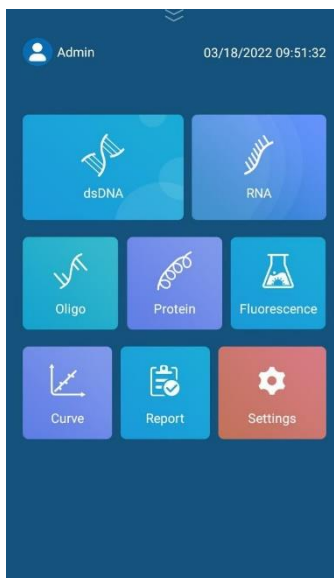 Admin 03/18/2022 09:51:32
dsDNA RNA
Oligo Protein Fluorescence
Curve Report Settings